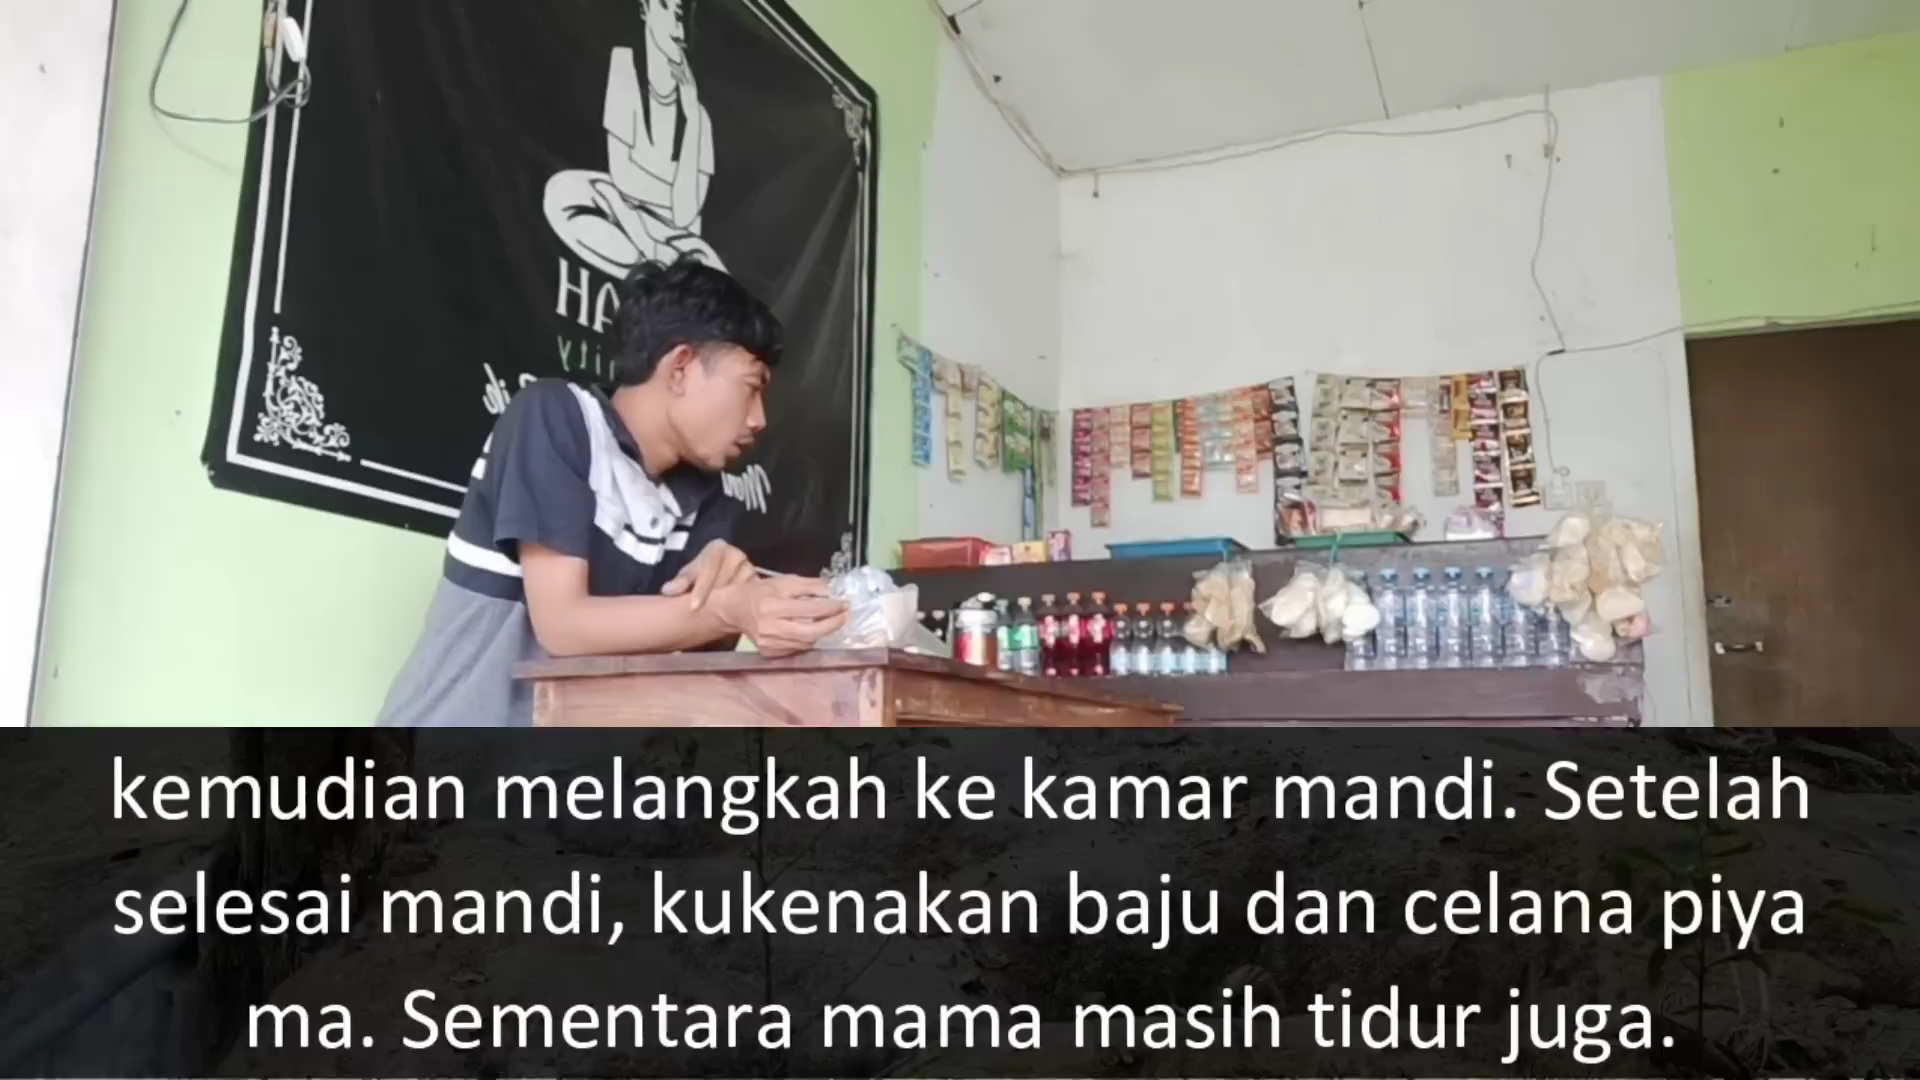 HA
kemudian melangkah ke kamar mandi. Setelah
selesai mandi, kukenakan baju dan celana piya
ma. Sementara mama masih tidur juga.